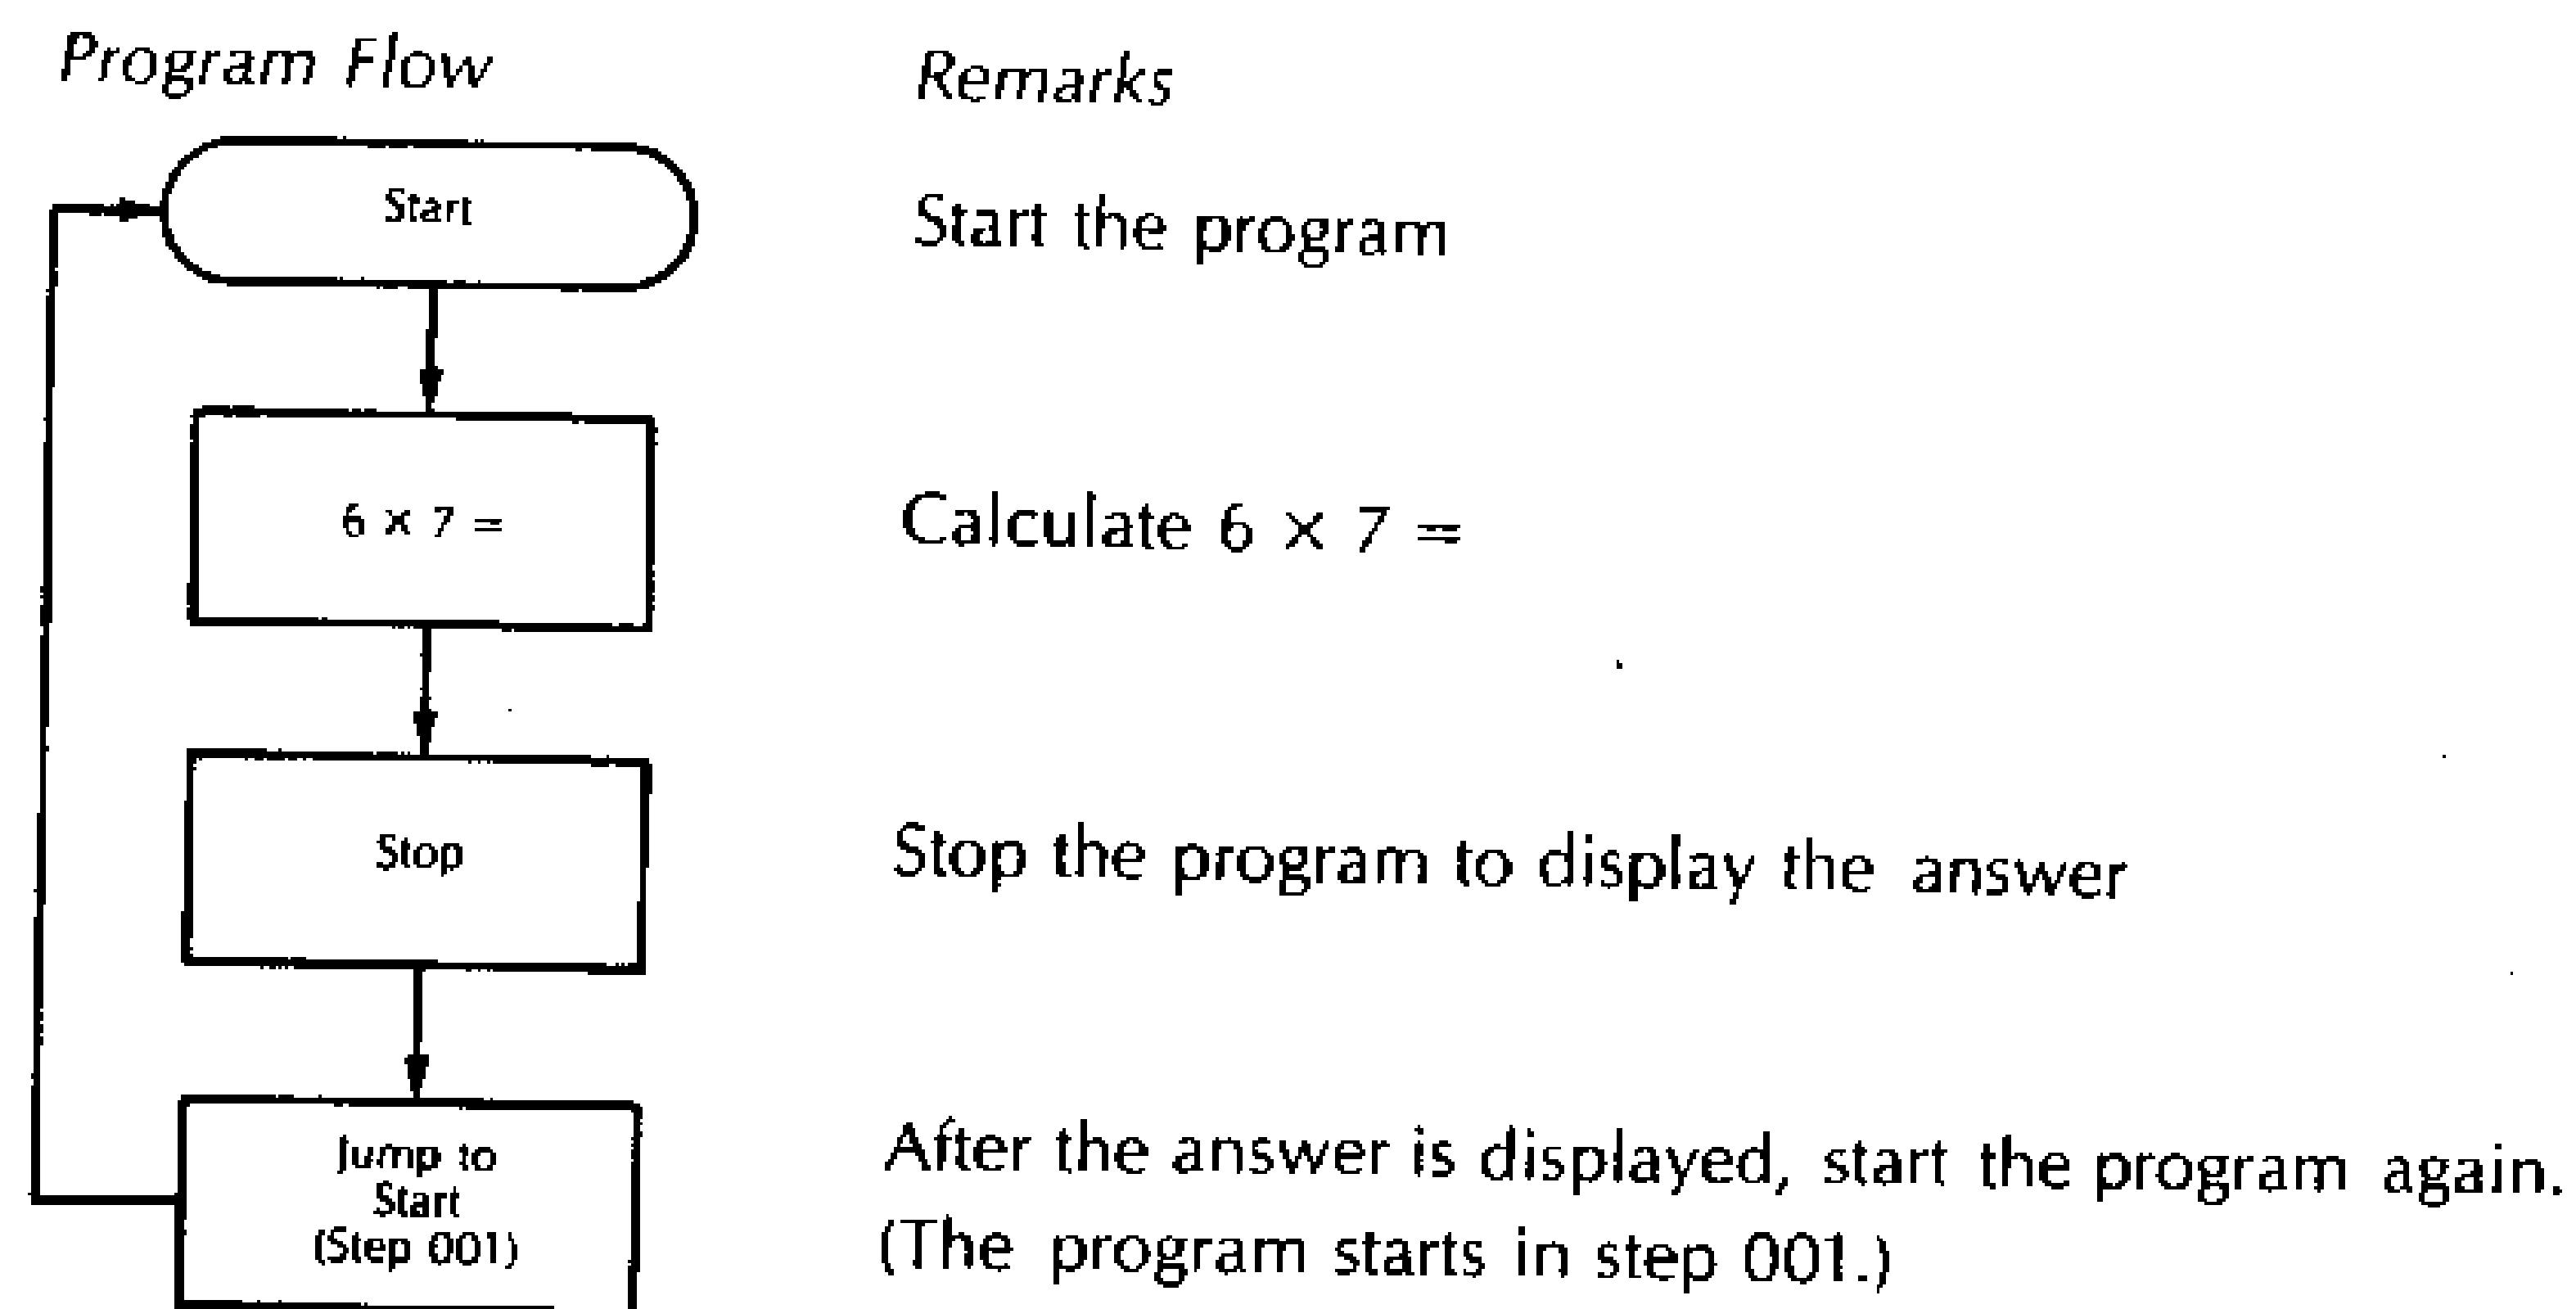 Program Flow
Remarks
Start
Start the program
6 × 7 =
Calculate 6 × 7 =
Stop
Stop the program to display the answer
Jump to
Start
(Step 001)
After the answer is displayed, start the program again.
(The program starts in step 001.)